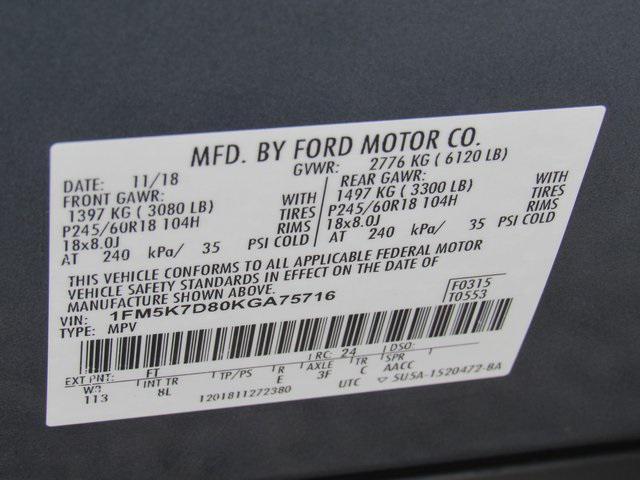 MFD. BY FORD MOTOR CO.
DATE: 11/18 GVWR: 2776 KG ( 6120 LB)
FRONT GAWR: REAR GAWR:
1397 KG ( 3080 LB) WITH 1497 KG ( 3300 LB) WITH
P245/60R18 104H TIRES P245/60R18 104H TIRES
18x8.0J RIMS 18x8.0J RIMS
AT 240 kPa/ 35 PSI COLD AT 240 kPa/ 35 PSI COLD
THIS VEHICLE CONFORMS TO ALL APPLICABLE FEDERAL MOTOR
VEHICLE SAFETY STANDARDS IN EFFECT ON THE DATE OF
MANUFACTURE SHOWN ABOVE.
VIN: 1FM5K7D80KGA75716 F0315
TYPE: MPV T0553
EXT PNT: FT RC: 24 DSO:
WB INT TR TP/PS R AXLE TR SPR
113 8L E 3F C AACC
1201811272380 UTC SU5A-1520472-BA